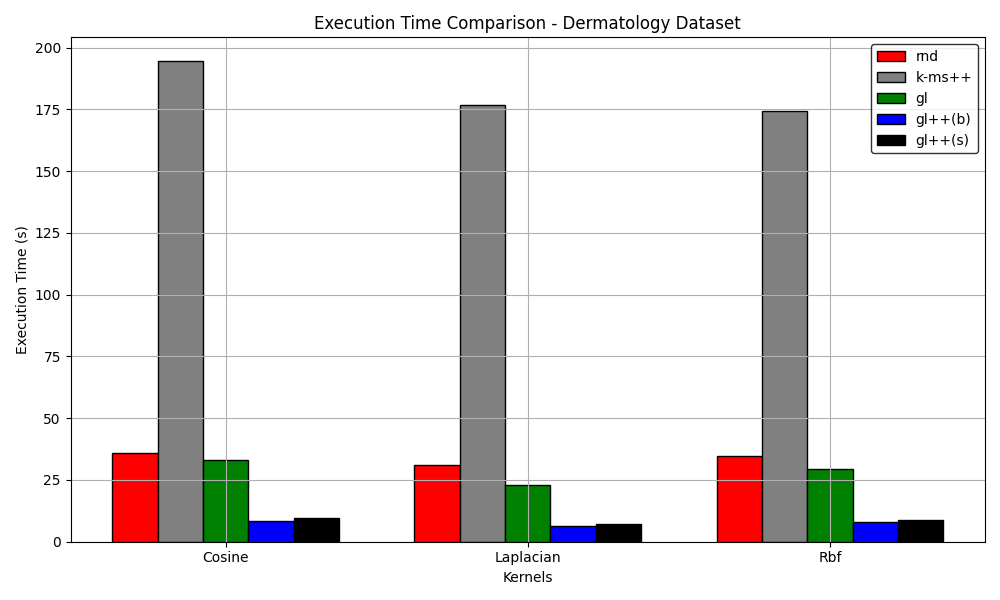 Execution Time Comparison - Dermatology Dataset
rnd
k-ms++
gl
gl++(b)
gl++(s)
Execution Time (s)
200
175
150
125
100
75
50
25
0
Cosine
Laplacian
Rbf
Kernels